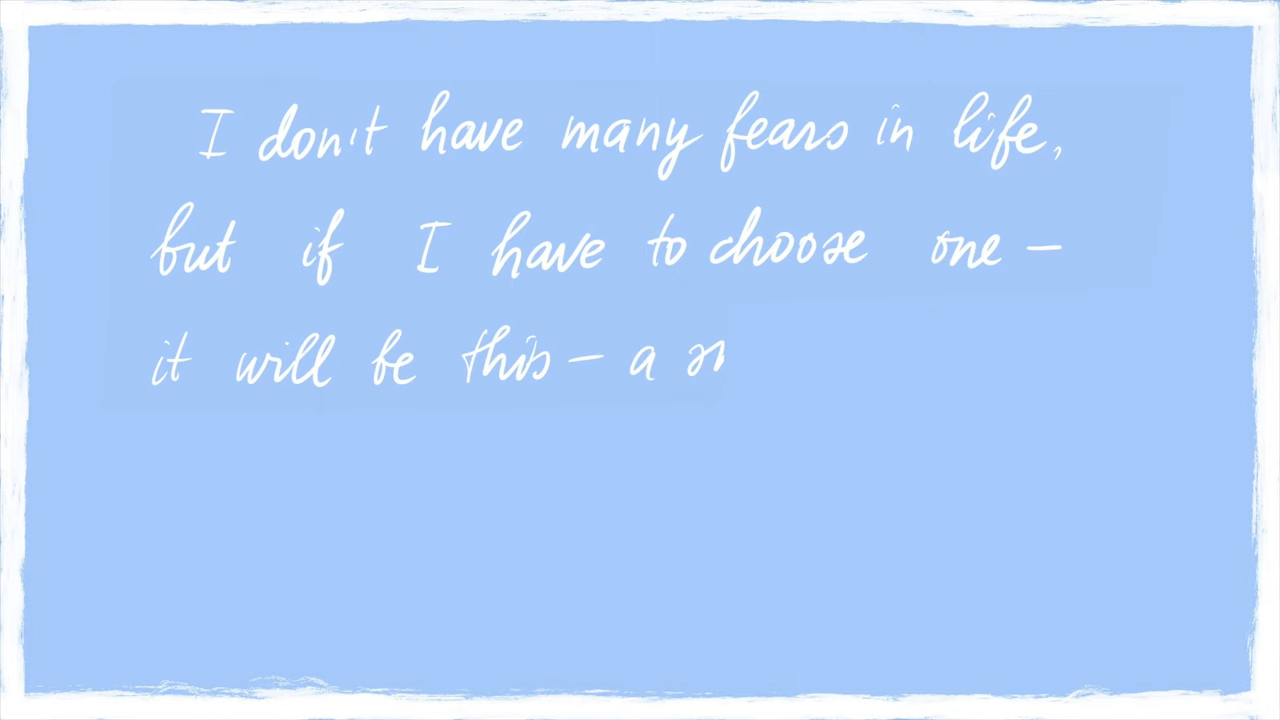 I don't have many fears in life,
but if I have to choose one –
it will be this – a